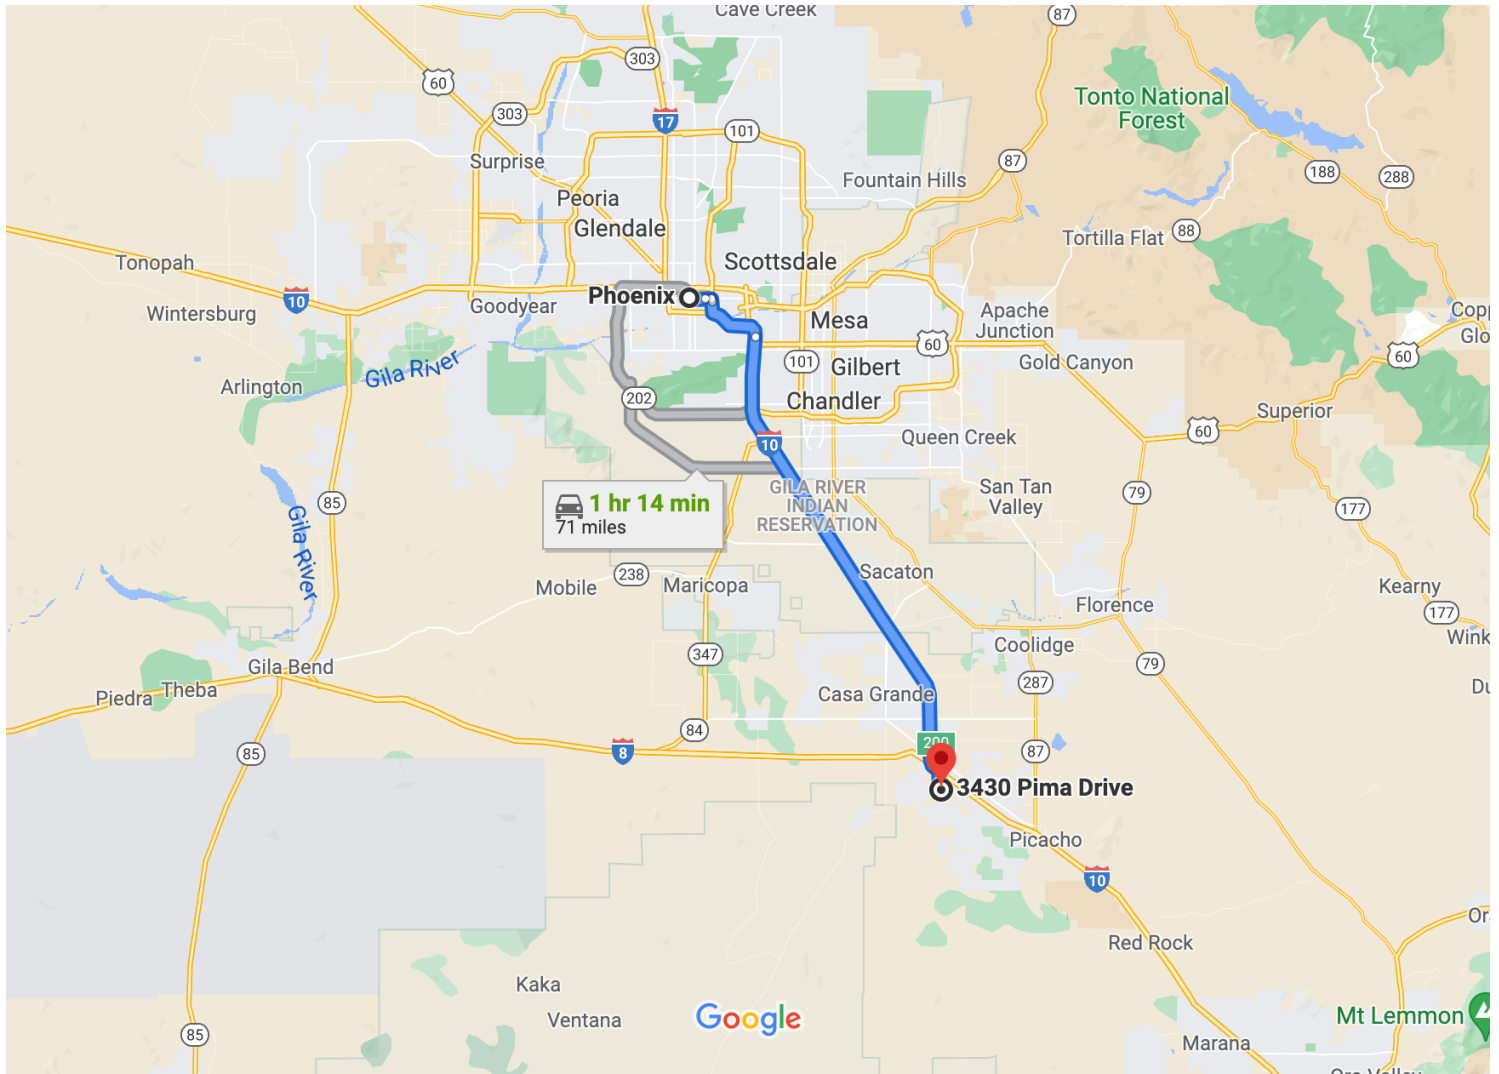 Cave Creek
87
303
60
Tonto National
Forest
303
17
101
Surprise
87
188
288
Fountain Hills
Peoria
Glendale
Tortilla Flat
88
Scottsdale
Tonopah
10
Phoenix
Goodyear
Wintersburg
Apache
Junction
Mesa
60
60
101
Gilbert
Gold Canyon
Gila River
Arlington
202
Chandler
Superior
60
10
Queen Creek
GILA RIVER
INDIAN
RESERVATION
San Tan
Valley
79
85
1 hr 14 min
71 miles
177
Gila River
Sacaton
238
Mobile
Maricopa
Kearny
Florence
177
Coolidge
347
79
Gila Bend
Piedra
Theba
287
Casa Grande
84
200
85
8
87
3430 Pima Drive
Picacho
10
Red Rock
Kaka
Google
Ventana
Mt Lemmon
85
Marana